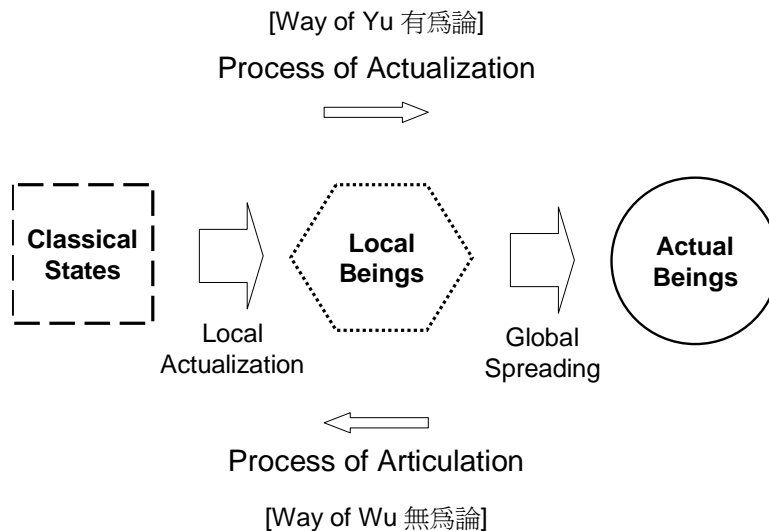 [Way of Yu 有爲論]
Process of Actualization
Classical
States
Local
Beings
Actual
Beings
Local
Actualization
Global
Spreading
Process of Articulation
[Way of Wu 無爲論]